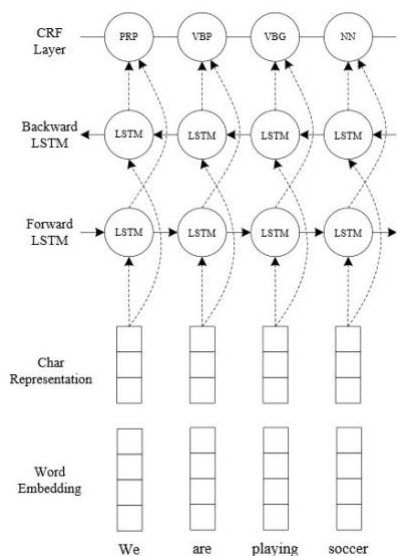 CRF
Layer
PRP VBP VBG NN
Backward
LSTM
LSTM LSTM LSTM LSTM
Forward
LSTM
LSTM LSTM LSTM LSTM
Char
Representation
Word
Embedding
We are playing soccer